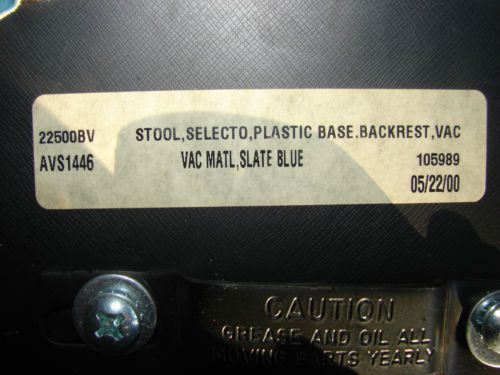 22500BV STOOL,SELECTO,PLASTIC BASE.BACKREST,VAC
AVS1446 VAC MATL,SLATE BLUE 105989
05/22/00
CAUTION
GREASE AND OIL ALL
MOVING PARTS YEARLY